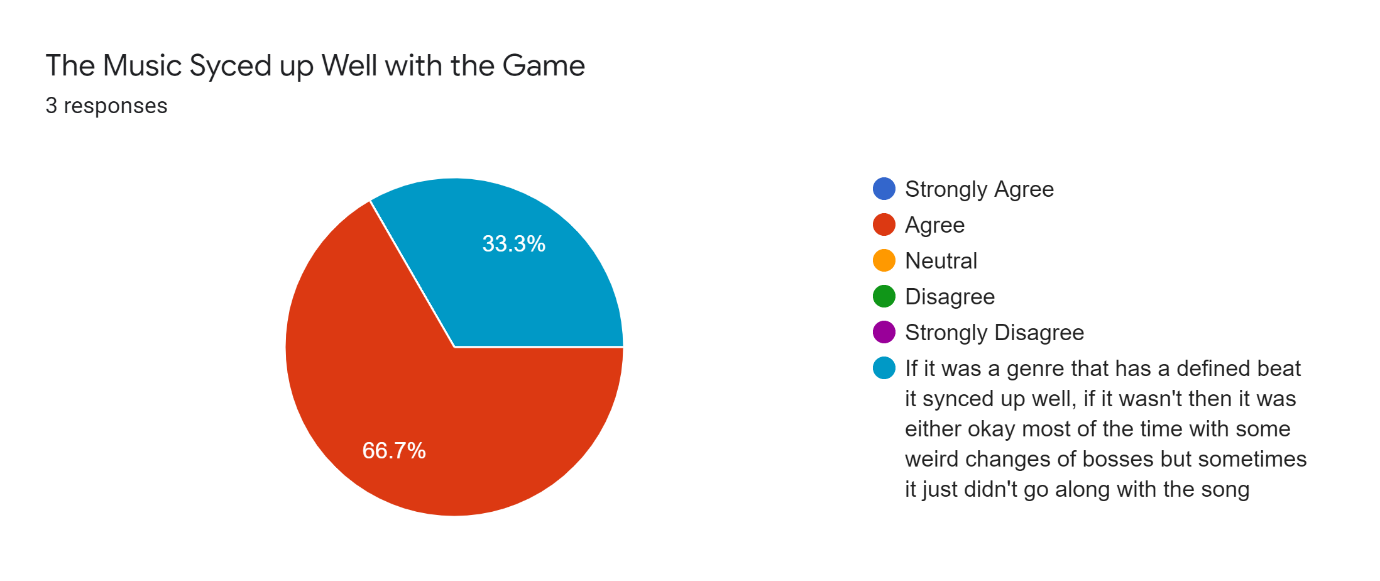 The Music Syced up Well with the Game
3 responses
33.3%
66.7%
Strongly Agree
Agree
Neutral
Disagree
Strongly Disagree
If it was a genre that has a defined beat
it synced up well, if it wasn't then it was
either okay most of the time with some
weird changes of bosses but sometimes
it just didn't go along with the song